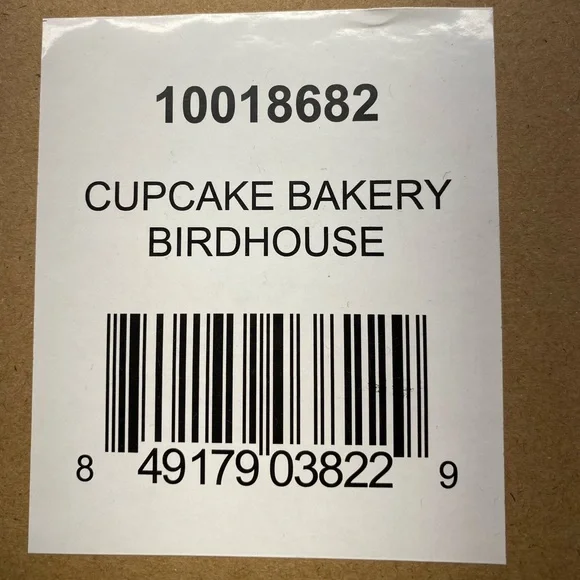 10018682
CUPCAKE BAKERY
BIRDHOUSE
8 49179 03822 9